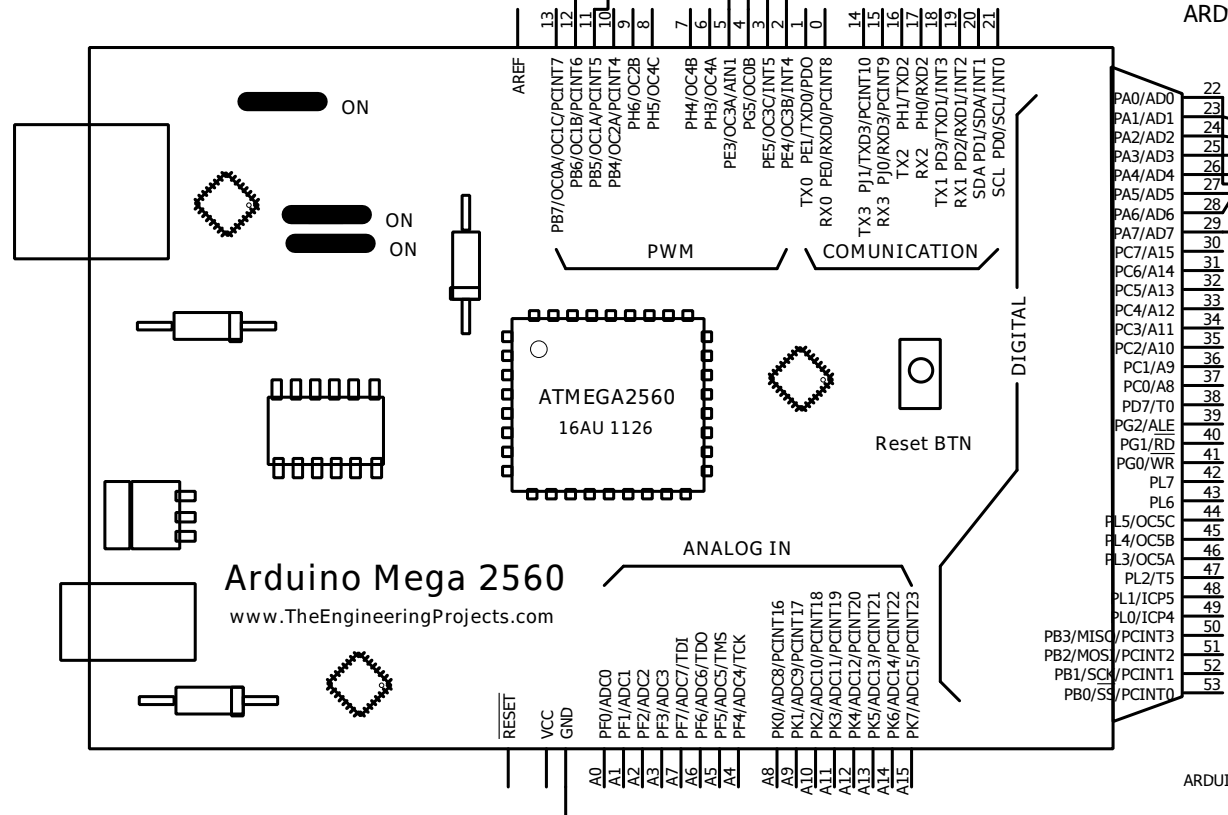 ARD
13
12
11
10
9
8
7
6
5
4
3
2
1
0
14
15
16
17
18
19
20
21
AREF
PB7/OC0A/OC1C/PCINT7
PB6/OC1B/PCINT6
PB5/OC1A/PCINT5
PB4/OC2A/PCINT4
PH6/OC2B
PH5/OC4C
PH4/OC4B
PH3/OC4A
PE3/OC3A/AIN1
PG5/OC0B
PE5/OC3C/INT5
PE4/OC3B/INT4
TX0 PE1/TXD0/PDO
RX0 PE0/RXD0/PCINT8
TX3 PJ1/TXD3/PCINT10
RX3 PJ0/RXD3/PCINT9
TX2 PH1/TXD2
RX2 PH0/RXD2
TX1 PD3/TXD1/INT3
RX1 PD2/RXD1/INT2
SDA PD1/SDA/INT1
SCL PD0/SCL/INT0
ON
ON
ON
PWM
COMUNICATION
DIGITAL
PA0/AD0 22
PA1/AD1 23
PA2/AD2 24
PA3/AD3 25
PA4/AD4 26
PA5/AD5 27
PA6/AD6 28
PA7/AD7 29
PC7/A15 30
PC6/A14 31
PC5/A13 32
PC4/A12 33
PC3/A11 34
PC2/A10 35
PC1/A9 36
PC0/A8 37
PD7/T0 38
PG2/ALE 39
PG1/RD 40
PG0/WR 41
PL7 42
PL6 43
PL5/OC5C 44
PL4/OC5B 45
PL3/OC5A 46
PL2/T5 47
PL1/ICP5 48
PL0/ICP4 49
PB3/MISO/PCINT3 50
PB2/MOSI/PCINT2 51
PB1/SCK/PCINT1 52
PB0/SS/PCINT0 53
ATMEGA2560
16AU 1126
Reset BTN
ANALOG IN
Arduino Mega 2560
www.TheEngineeringProjects.com
RESET
VCC
GND
PF0/ADC0
PF1/ADC1
PF2/ADC2
PF3/ADC3
PF7/ADC7/TDI
PF6/ADC6/TDO
PF5/ADC5/TMS
PF4/ADC4/TCK
PK0/ADC8/PCINT16
PK1/ADC9/PCINT17
PK2/ADC10/PCINT18
PK3/ADC11/PCINT19
PK4/ADC12/PCINT20
PK5/ADC13/PCINT21
PK6/ADC14/PCINT22
PK7/ADC15/PCINT23
A0
A1
A2
A3
A7
A6
A5
A4
A8
A9
A10
A11
A12
A13
A14
A15
ARDUI